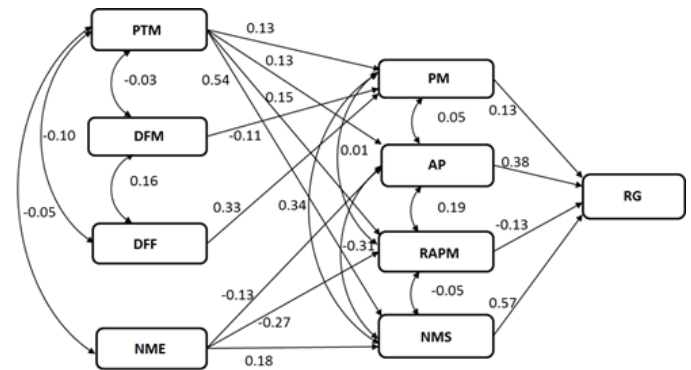 PTM
0.13
PM
0.13
-0.03
0.54
0.15
0.05
0.13
DFM
-0.11
-0.10
0.01
AP
0.38
0.16
RG
0.33
0.34
0.19
-0.05
DFF
-0.31
RAPM
-0.13
-0.13
-0.05
0.57
-0.27
NMS
NME
0.18